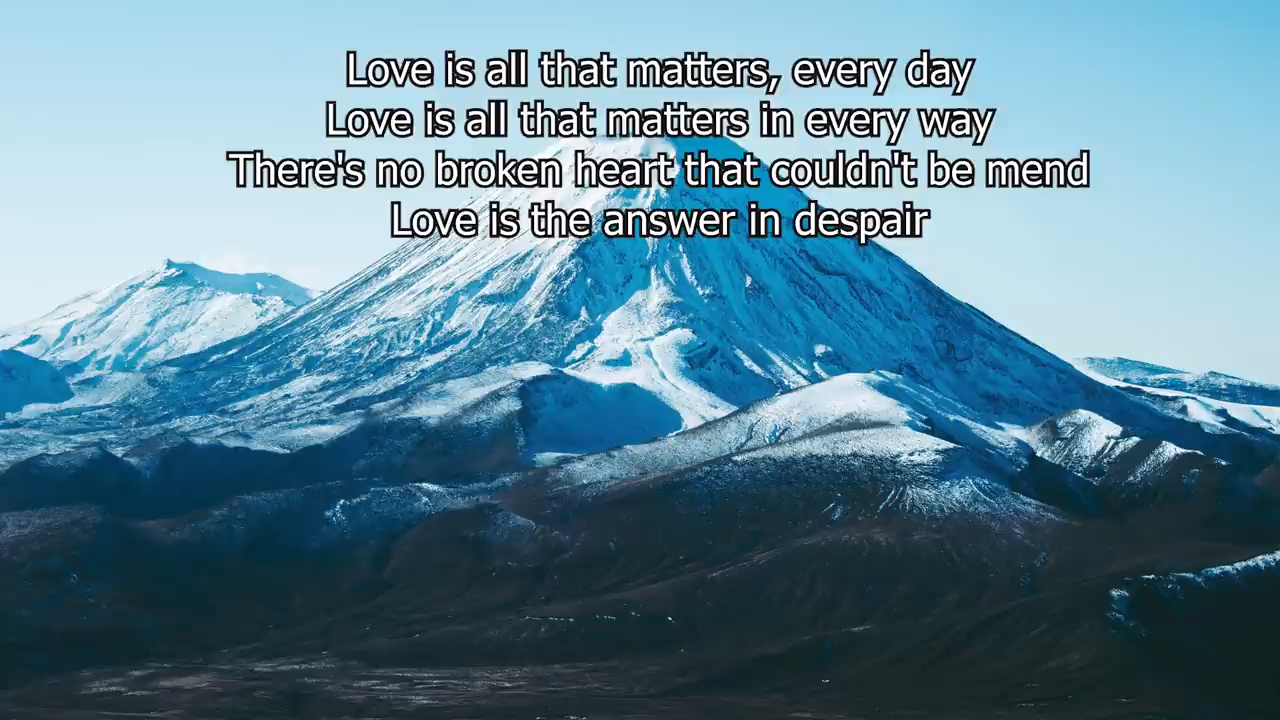 Love is all that matters, every day
Love is all that matters in every way
There's no broken heart that couldn't be mend
Love is the answer in despair